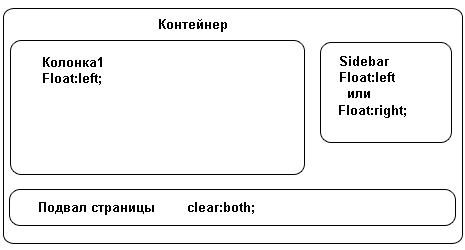 Контейнер
Колонка1
Float:left;
Sidebar
Float:left
или
Float:right;
Подвал страницы clear:both;